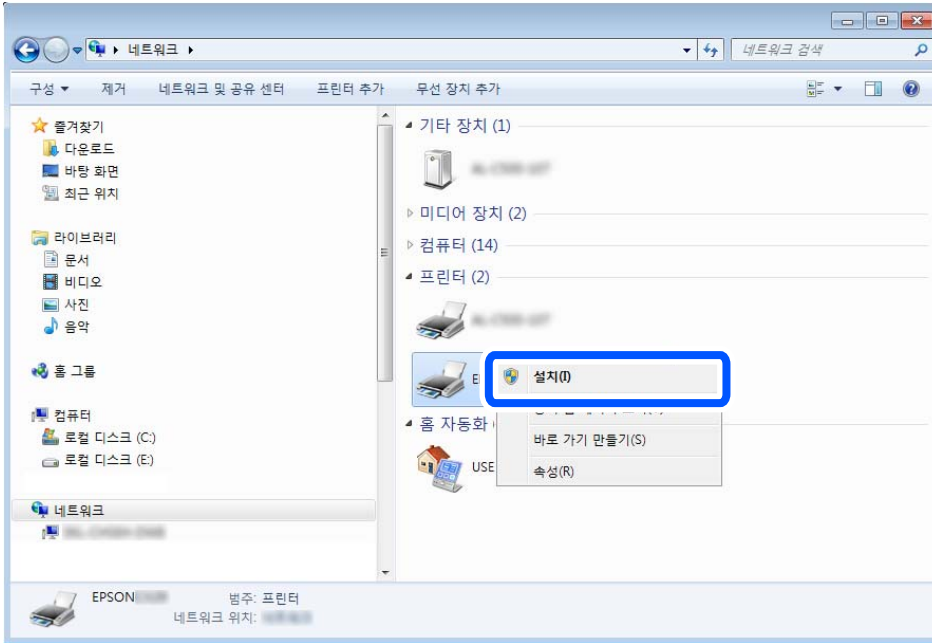 네트워크
네트워크 검색
구성 제거 네트워크 및 공유 센터 프린터 추가 무선 장치 추가
즐겨찾기
다운로드
바탕 화면
최근 위치
라이브러리
문서
비디오
사진
음악
홈 그룹
컴퓨터
로컬 디스크 (C:)
로컬 디스크 (E:)
네트워크
기타 장치 (1)
미디어 장치 (2)
컴퓨터 (14)
프린터 (2)
설치(I)
바로 가기 만들기(S)
속성(R)
홈 자동화
USE
EPSON 범주: 프린터
네트워크 위치: